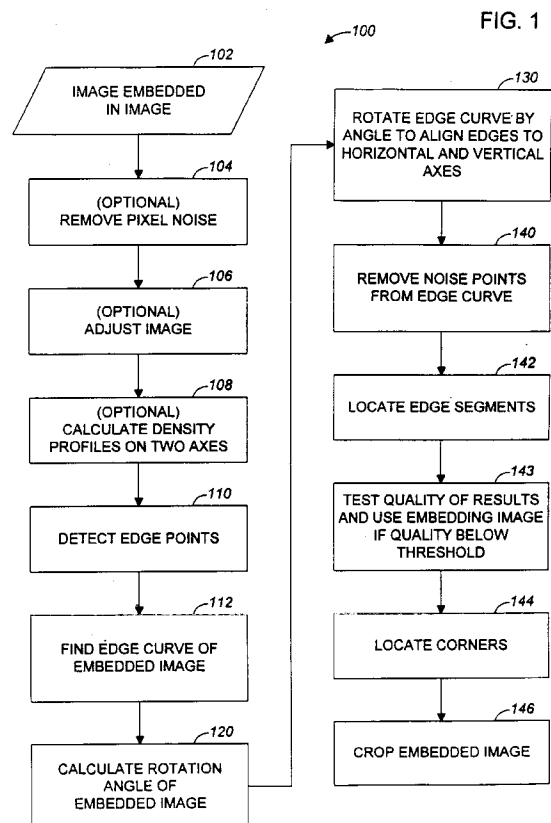 FIG. 1
100
102
IMAGE EMBEDDED
IN IMAGE
104
(OPTIONAL)
REMOVE PIXEL NOISE
106
(OPTIONAL)
ADJUST IMAGE
108
(OPTIONAL)
CALCULATE DENSITY
PROFILES ON TWO AXES
110
DETECT EDGE POINTS
112
FIND EDGE CURVE OF
EMBEDDED IMAGE
120
CALCULATE ROTATION
ANGLE OF
EMBEDDED IMAGE
130
ROTATE EDGE CURVE BY
ANGLE TO ALIGN EDGES TO
HORIZONTAL AND VERTICAL
AXES
140
REMOVE NOISE POINTS
FROM EDGE CURVE
142
LOCATE EDGE SEGMENTS
143
TEST QUALITY OF RESULTS
AND USE EMBEDDING IMAGE
IF QUALITY BELOW
THRESHOLD
144
LOCATE CORNERS
146
CROP EMBEDDED IMAGE